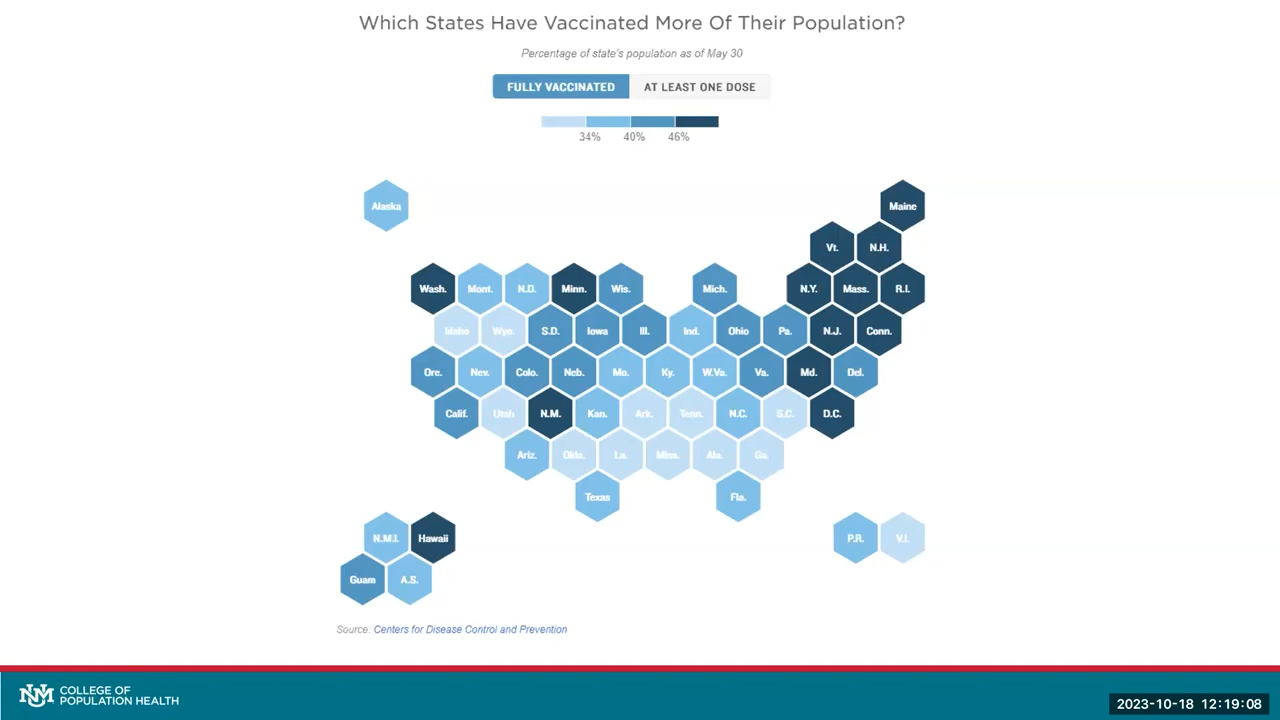 Which States Have Vaccinated More Of Their Population?
Percentage of state's population as of May 30
FULLY VACCINATED AT LEAST ONE DOSE
34% 40% 46%
Alaska Maine
Vt. N.H.
Wash. Mont. N.D. Minn. Wis. Mich. N.Y. Mass. R.I.
Idaho Wyo. S.D. Iowa Ill. Ind. Ohio Pa. N.J. Conn.
Ore. Nev. Colo. Neb. Mo. Ky. W.Va. Va. Md. Del.
Calif. Utah N.M. Kan. Ark. Tenn. N.C. S.C. D.C.
Ariz. Okla. La. Miss. Ala. Ga.
Texas Fla.
N.M.I. Hawaii P.R. V.I.
Guam A.S.
Source: Centers for Disease Control and Prevention
UNM COLLEGE OF
POPULATION HEALTH
2023-10-18 12:19:08